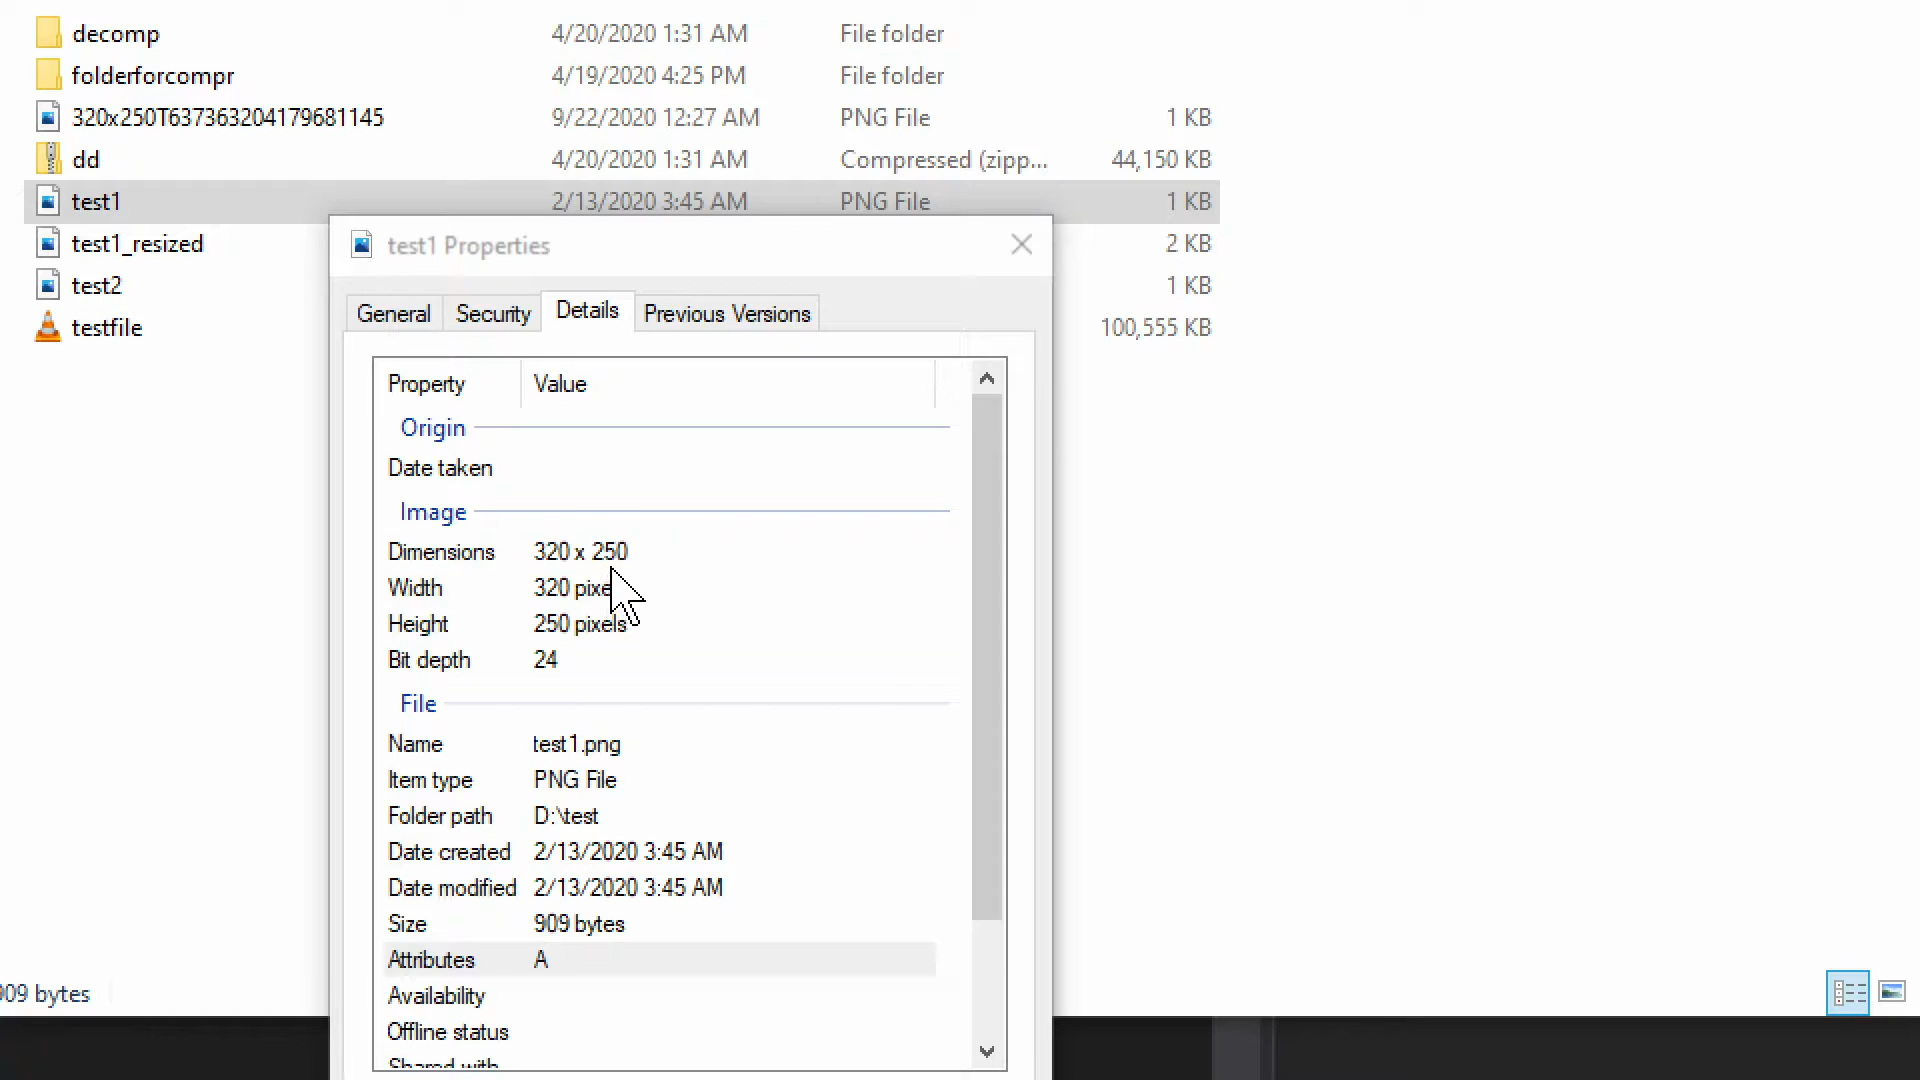 decomp 4/20/2020 1:31 AM File folder
folderforcompr 4/19/2020 4:25 PM File folder
320x250T637363204179681145 9/22/2020 12:27 AM PNG File 1 KB
dd 4/20/2020 1:31 AM Compressed (zipp... 44,150 KB
test1 2/13/2020 3:45 AM PNG File 1 KB
test1_resized 2 KB
test2 1 KB
testfile 100,555 KB
test1 Properties
General Security Details Previous Versions
Property Value
Origin
Date taken
Image
Dimensions 320 x 250
Width 320
Height 250 pixels
Bit depth 24
File
Name test1.png
Item type PNG File
Folder path D:\test
Date created 2/13/2020 3:45 AM
Date modified 2/13/2020 3:45 AM
Size 909 bytes
Attributes A
Availability
Offline status
Shared with
909 bytes